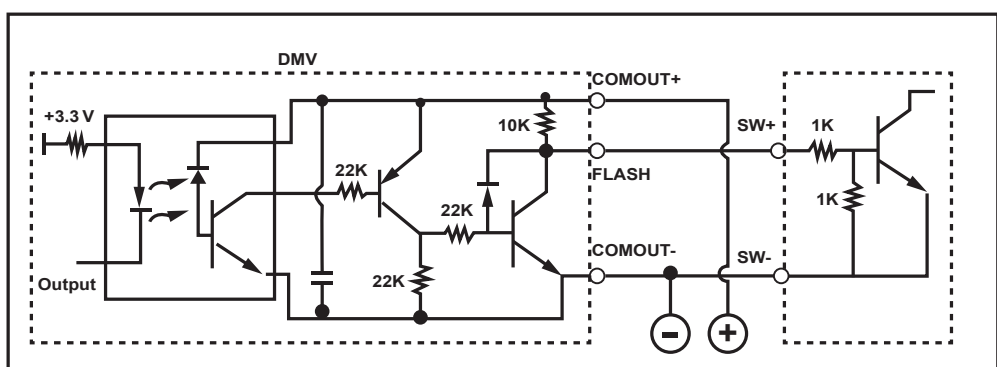 DMV
COMOUT+
+3.3 V
10K
SW+
1K
22K
FLASH
1K
22K
COMOUT-
SW-
Output
22K
-
+